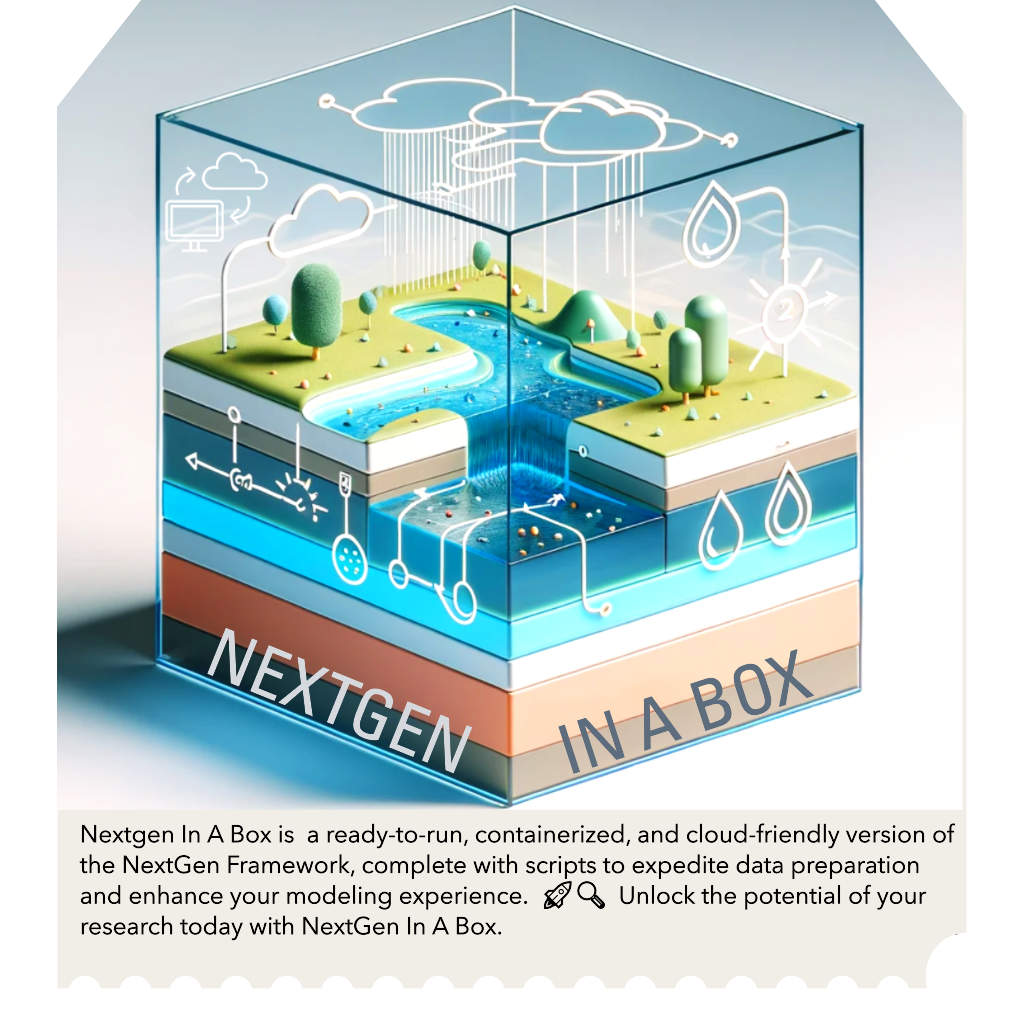 2
NEXTGEN
IN A BOX
Nextgen In A Box is  a ready-to-run, containerized, and cloud-friendly version of
the NextGen Framework, complete with scripts to expedite data preparation
and enhance your modeling experience. 🚀🔍 Unlock the potential of your
research today with NextGen In A Box.